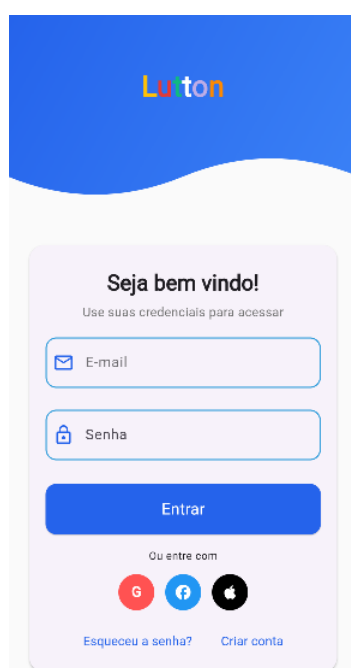 Lutton
Seja bem vindo!
Use suas credenciais para acessar
E-mail
Senha
Entrar
Ou entre com
G
Esqueceu a senha? Criar conta